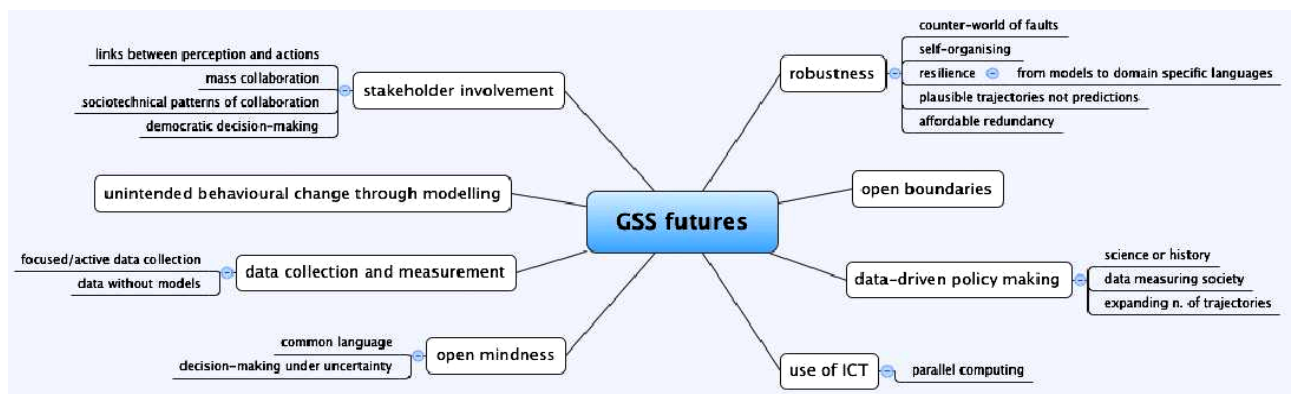 GSS futures
stakeholder involvement
links between perception and actions
mass collaboration
sociotechnical patterns of collaboration
democratic decision-making
unintended behavioural change through modelling
data collection and measurement
focused/active data collection
data without models
open mindness
common language
decision-making under uncertainty
robustness
counter-world of faults
self-organising
resilience
from models to domain specific languages
plausible trajectories not predictions
affordable redundancy
open boundaries
data-driven policy making
science or history
data measuring society
expanding n. of trajectories
use of ICT
parallel computing